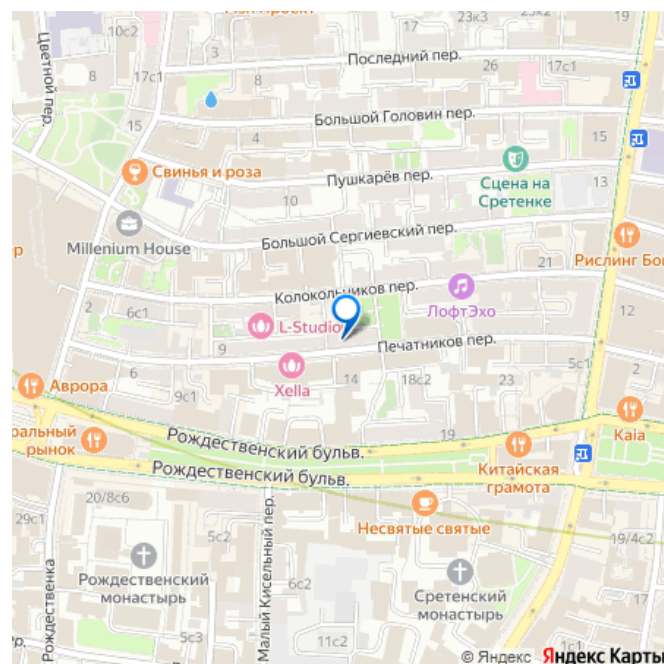 10с2
23к3
23к2
17с1
Последний пер.
26
17с1
Цветной пер.
8
8
15
4
Большой Головин пер.
15
Свинья и роза
Пушкарёв пер.
Сцена на
Сретенке
13
10
Millenium House
Большой Сергиевский пер.
Рислинг Бо
21
Колокольников пер.
ЛофтЭхо
2
6с1
12
L-Studio
Печатников пер.
9
6
5с1
Xella
14
18с2
23
Аврора
9с1
Kaia
19
Рождественский бульв.
ральный
рынок
Рождественский бульв.
Китайская
грамота
20/8с6
29с1
Несвятые святые
5с2
19/4с2
Малый Кисельный пер.
Рождественский
монастырь
6с2
Сретенский
монастырь
Рождественка
5с3
11с2
© Яндекс Яндекс Карты